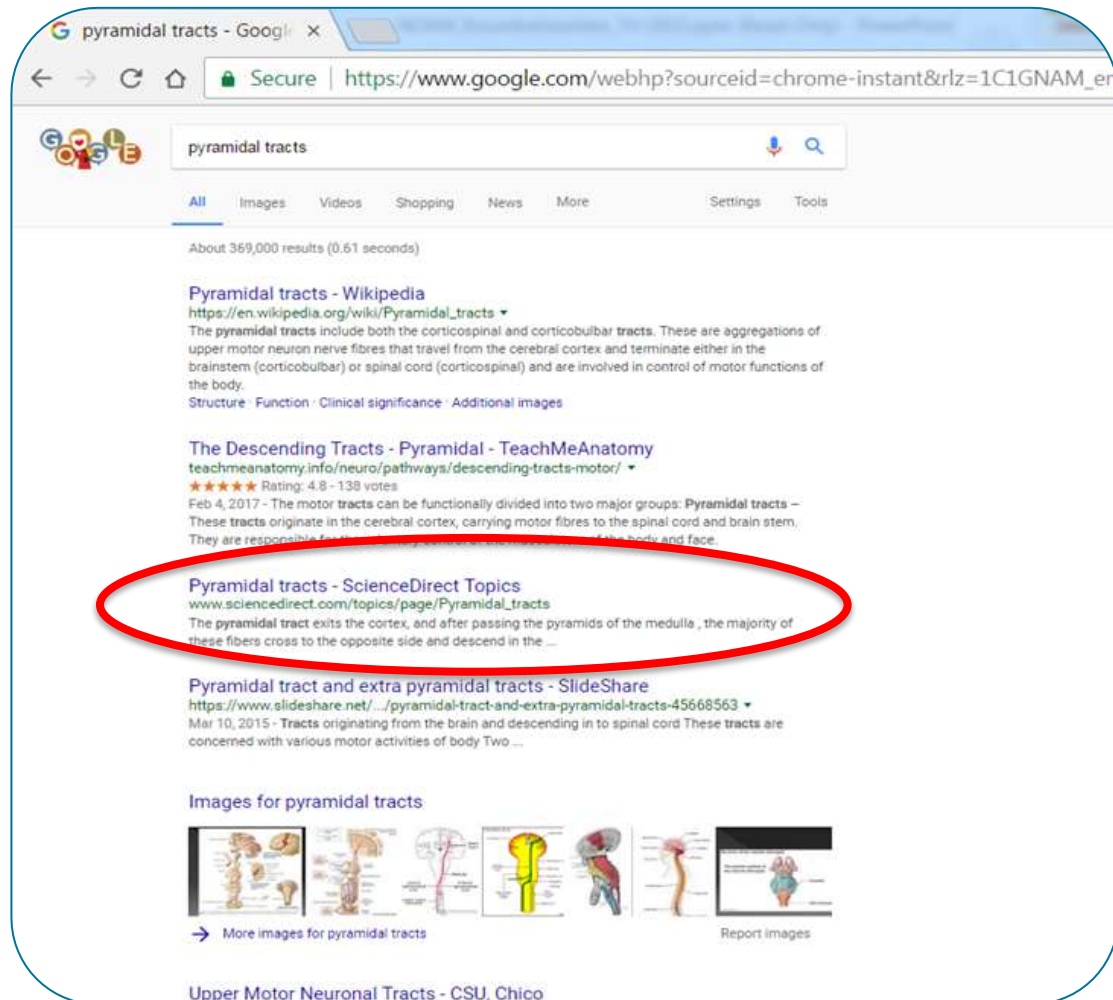 pyramidal tracts - Googl
Secure | https://www.google.com/webhp?sourceid=chrome-instant&rlz=1C1GNAM_en
GOOGLE
pyramidal tracts
All Images Videos Shopping News More Settings Tools
About 369,000 results (0.61 seconds)
Pyramidal tracts - Wikipedia
https://en.wikipedia.org/wiki/Pyramidal_tracts
The pyramidal tracts include both the corticospinal and corticobulbar tracts. These are aggregations of
upper motor neuron nerve fibres that travel from the cerebral cortex and terminate either in the
brainstem (corticobulbar) or spinal cord (corticospinal) and are involved in control of motor functions of
the body.
Structure · Function · Clinical significance · Additional images
The Descending Tracts - Pyramidal - TeachMeAnatomy
teachmeanatomy.info/neuro/pathways/descending-tracts-motor/
Rating: 4.8 - 138 votes
Feb 4, 2017 - The motor tracts can be functionally divided into two major groups: Pyramidal tracts –
These tracts originate in the cerebral cortex, carrying motor fibres to the spinal cord and brain stem.
They are responsible for the body and face.
Pyramidal tracts - ScienceDirect Topics
www.sciencedirect.com/topics/page/Pyramidal_tracts
The pyramidal tract exits the cortex, and after passing the pyramids of the medulla , the majority of
these fibers cross to the opposite side and descend in the ...
Pyramidal tract and extra pyramidal tracts - SlideShare
https://www.slideshare.net/.../pyramidal-tract-and-extra-pyramidal-tracts-45668563
Mar 10, 2015 - Tracts originating from the brain and descending in to spinal cord These tracts are
concerned with various motor activities of body Two ...
Images for pyramidal tracts
More images for pyramidal tracts Report images
Upper Motor Neuronal Tracts - CSU, Chico